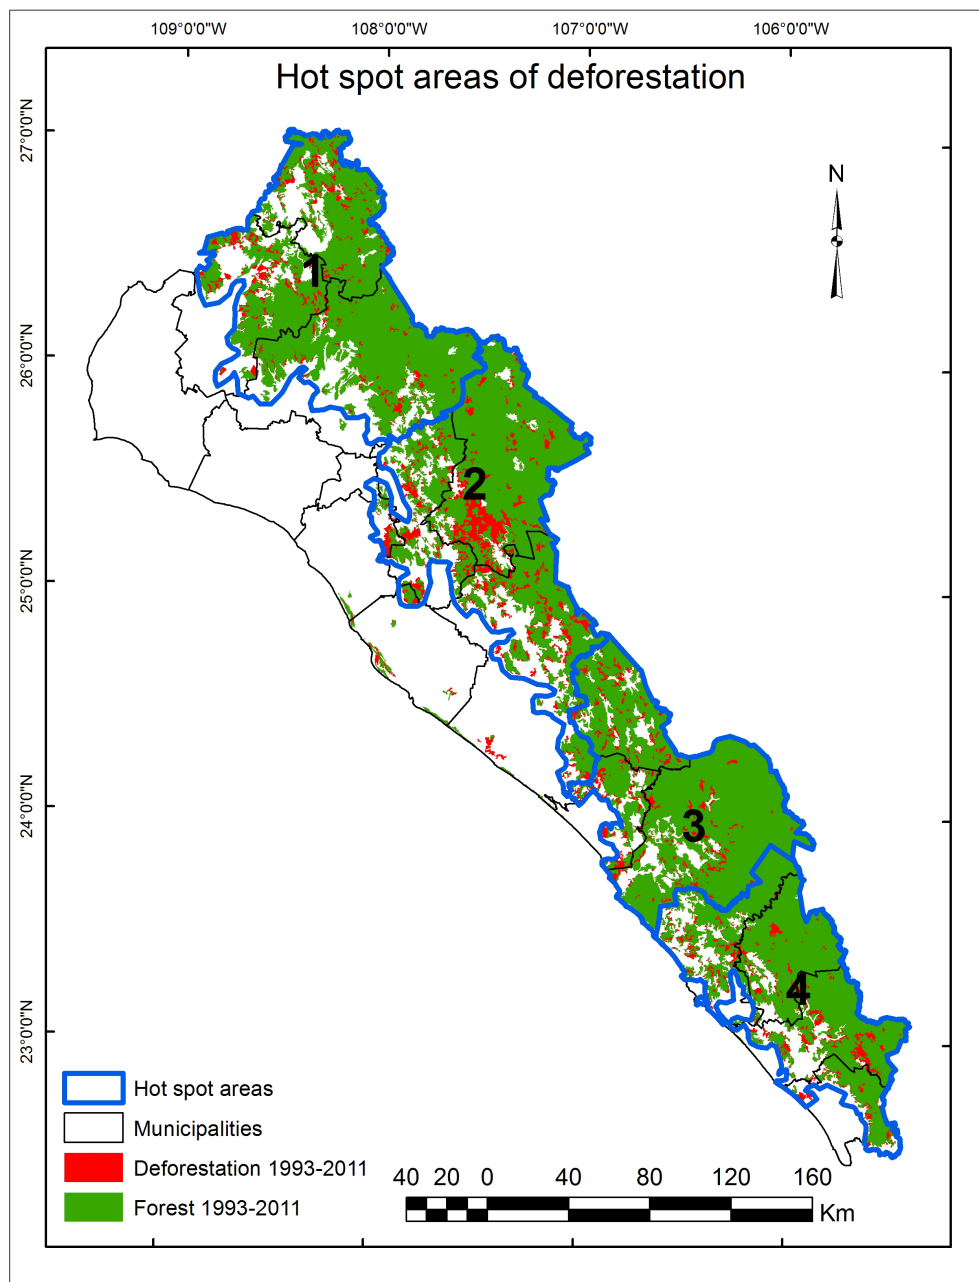 109°0'0"W 108°0'0"W 107°0'0"W 106°0'0"W
Hot spot areas of deforestation
27°0'0"N
26°0'0"N
25°0'0"N
24°0'0"N
23°0'0"N
N
1
2
3
4
Hot spot areas
Municipalities
Deforestation 1993-2011
Forest 1993-2011
40 20 0 40 80 120 160
Km